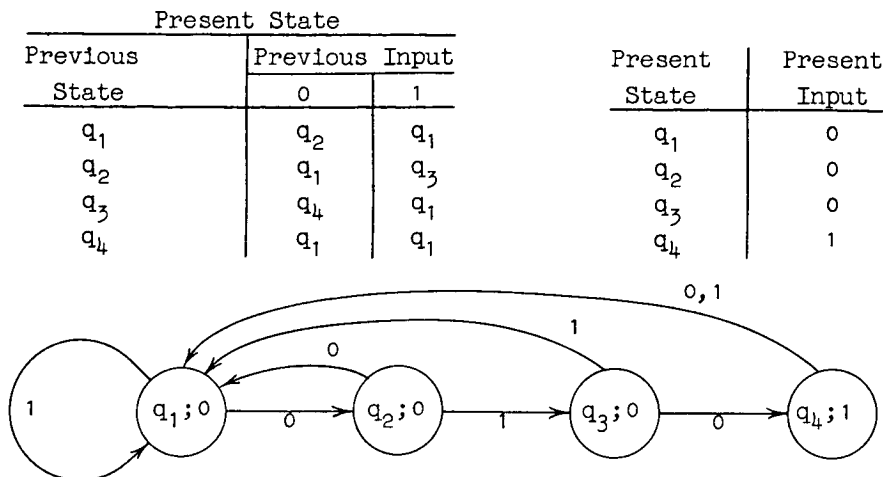 Present State
Previous Previous Input Present Present
State 0 1 State Input
q1 q2 q1 q1 0
q2 q1 q3 q2 0
q3 q4 q1 q3 0
q4 q1 q1 q4 1
0,1
1
0
1 q1;0 0 q2;0 1 q3;0 0 q4;1